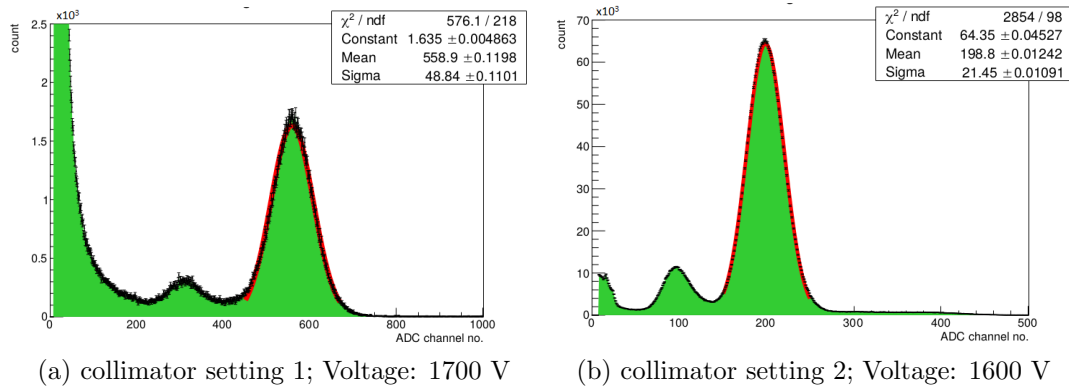 ×10³
count
2.5
2
1.5
1
0.5
0
0 200 400 600 800 1000
ADC channel no.
χ² / ndf 576.1 / 218
Constant 1.635 ±0.004863
Mean 558.9 ±0.1198
Sigma 48.84 ±0.1101
(a) collimator setting 1; Voltage: 1700 V
×10³
count
70
60
50
40
30
20
10
0
0 100 200 300 400 500
ADC channel no.
χ² / ndf 2854 / 98
Constant 64.35 ±0.04527
Mean 198.8 ±0.01242
Sigma 21.45 ±0.01091
(b) collimator setting 2; Voltage: 1600 V